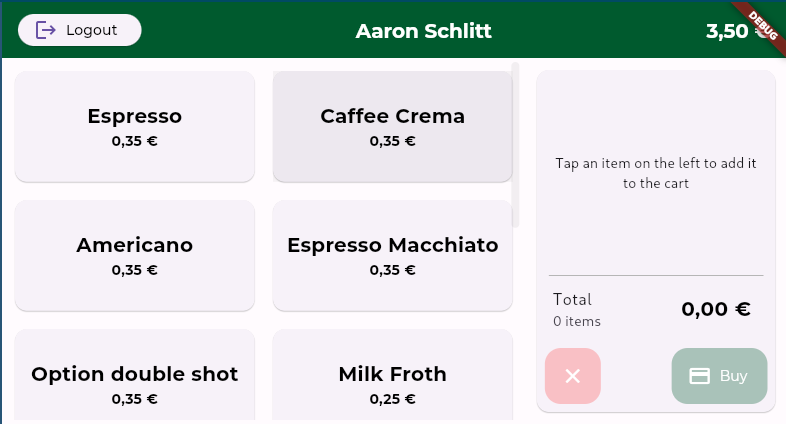 Logout
Aaron Schlitt
3,50 €
DEBUG
Espresso
0,35 €
Caffee Crema
0,35 €
Americano
0,35 €
Espresso Macchiato
0,35 €
Option double shot
0,35 €
Milk Froth
0,25 €
Tap an item on the left to add it
to the cart
Total
0 items
0,00 €
Buy